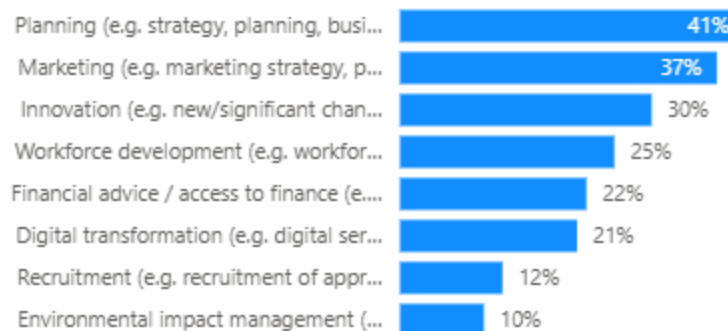 Planning (e.g. strategy, planning, busi... 41%
Marketing (e.g. marketing strategy, p... 37%
Innovation (e.g. new/significant chan... 30%
Workforce development (e.g. workfor... 25%
Financial advice / access to finance (e.... 22%
Digital transformation (e.g. digital ser... 21%
Recruitment (e.g. recruitment of appr... 12%
Environmental impact management (... 10%